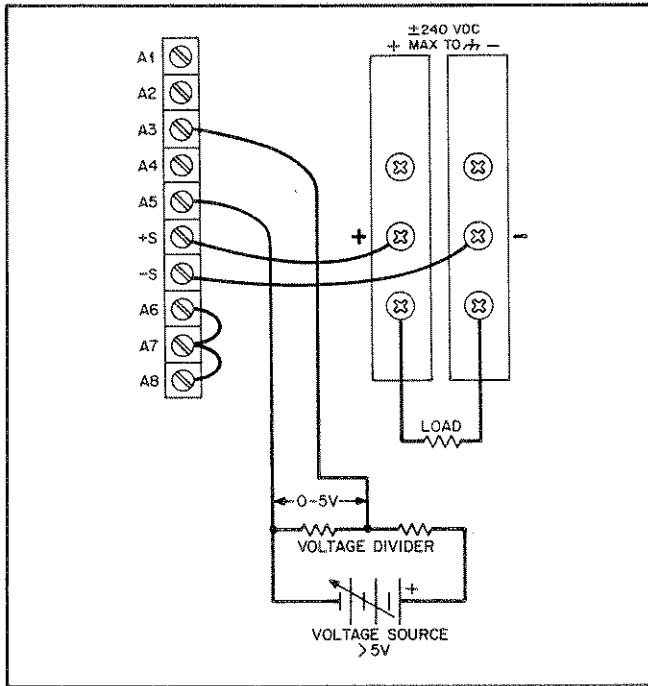 ±240 VDC
+ MAX TO ⏚ −
A1
A2
A3
A4
A5
+S
−S
A6
A7
A8
+
−
LOAD
0-5V
VOLTAGE DIVIDER
+
VOLTAGE SOURCE
>5V